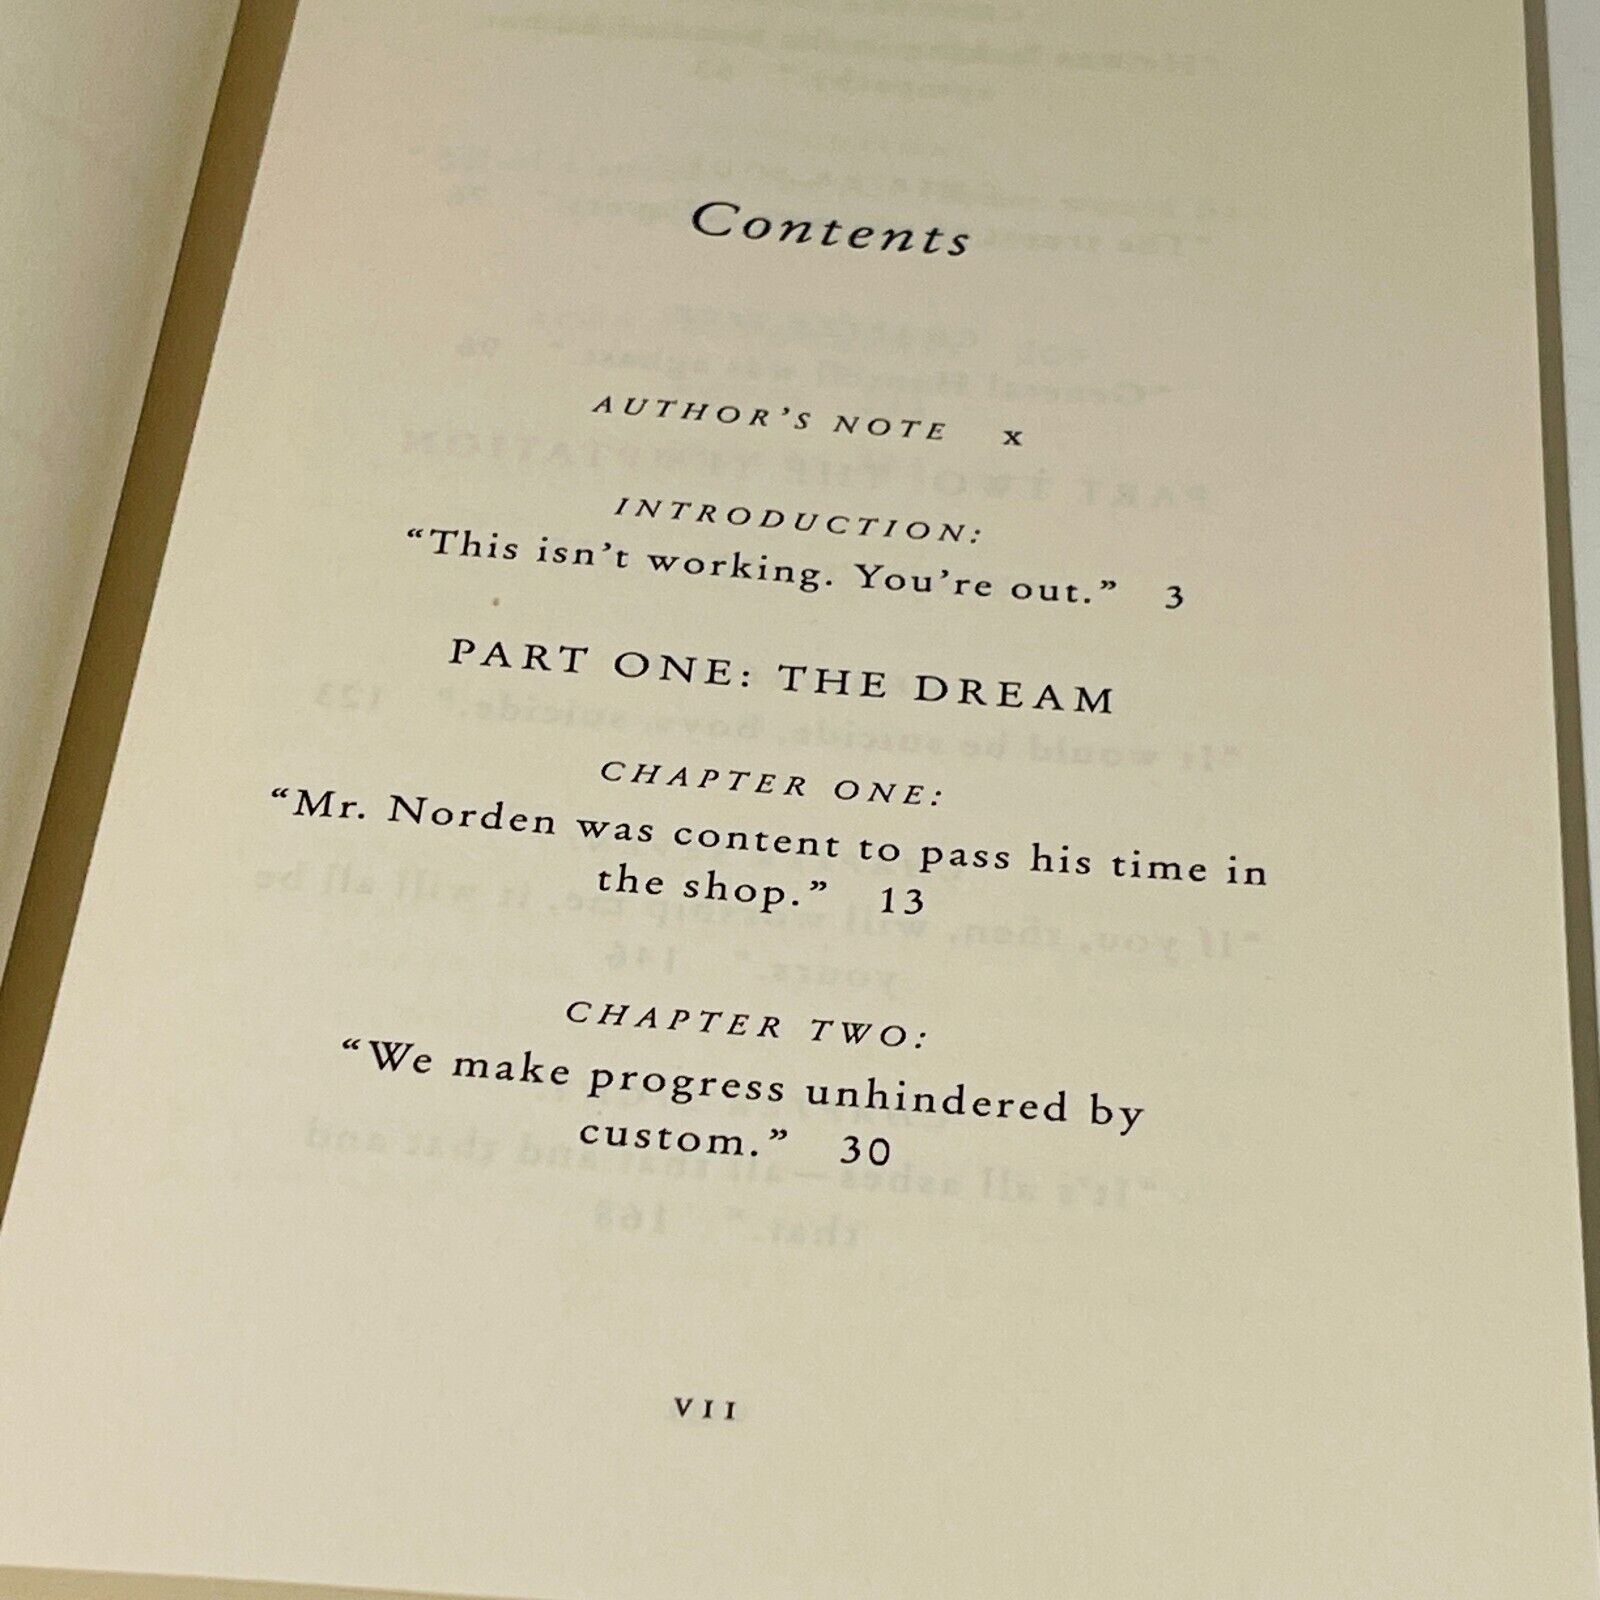 Contents
AUTHOR’S NOTE x
INTRODUCTION:
“This isn’t working. You’re out.” 3
PART ONE: THE DREAM
CHAPTER ONE:
“Mr. Norden was content to pass his time in
the shop.” 13
CHAPTER TWO:
“We make progress unhindered by
custom.” 30
VII